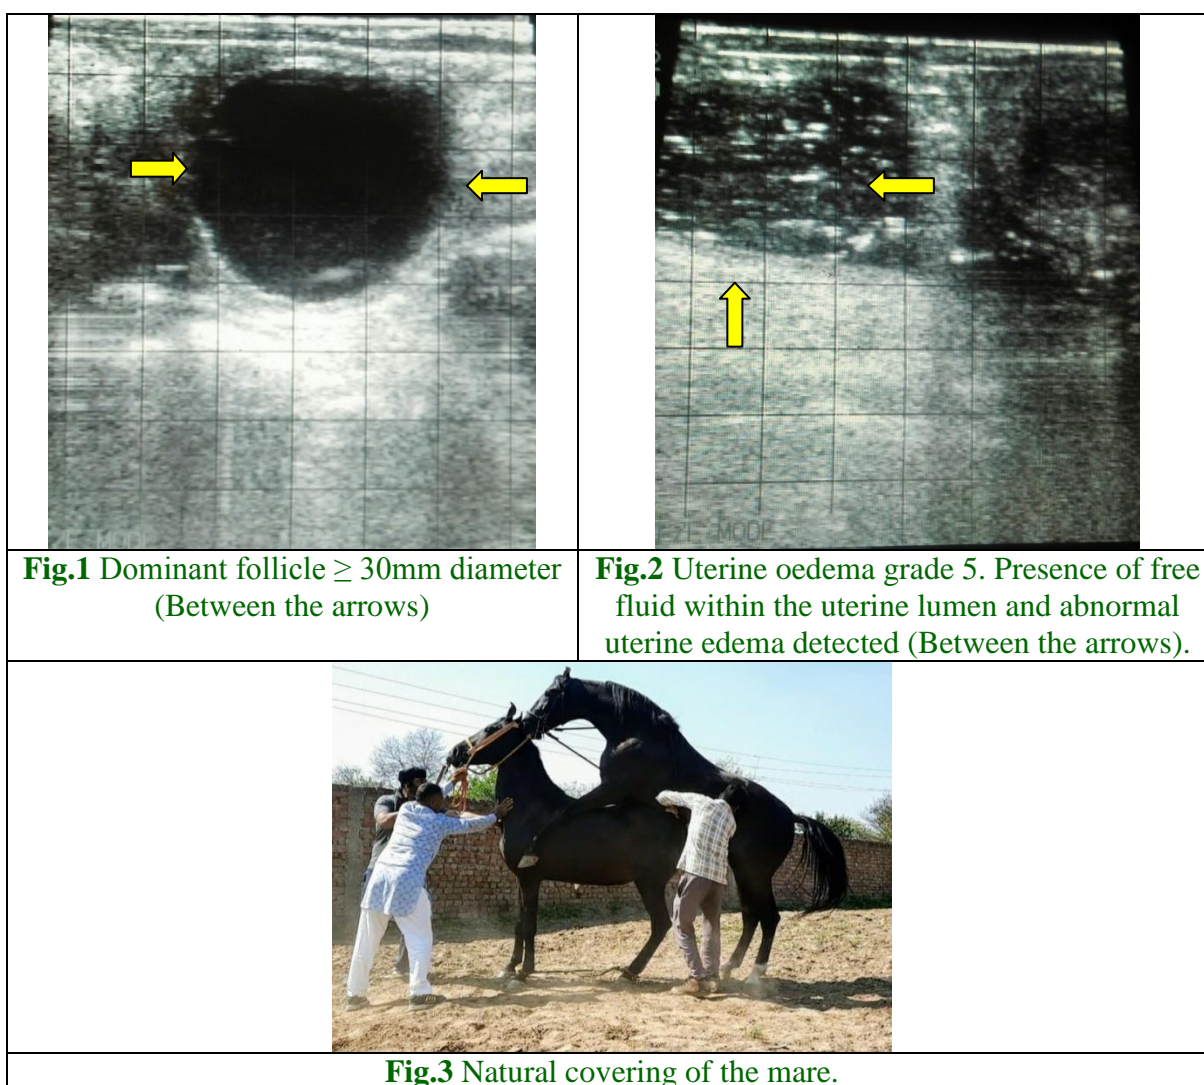 Fig.1 Dominant follicle ≥ 30mm diameter
(Between the arrows)
Fig.2 Uterine oedema grade 5. Presence of free
fluid within the uterine lumen and abnormal
uterine edema detected (Between the arrows).
Fig.3 Natural covering of the mare.